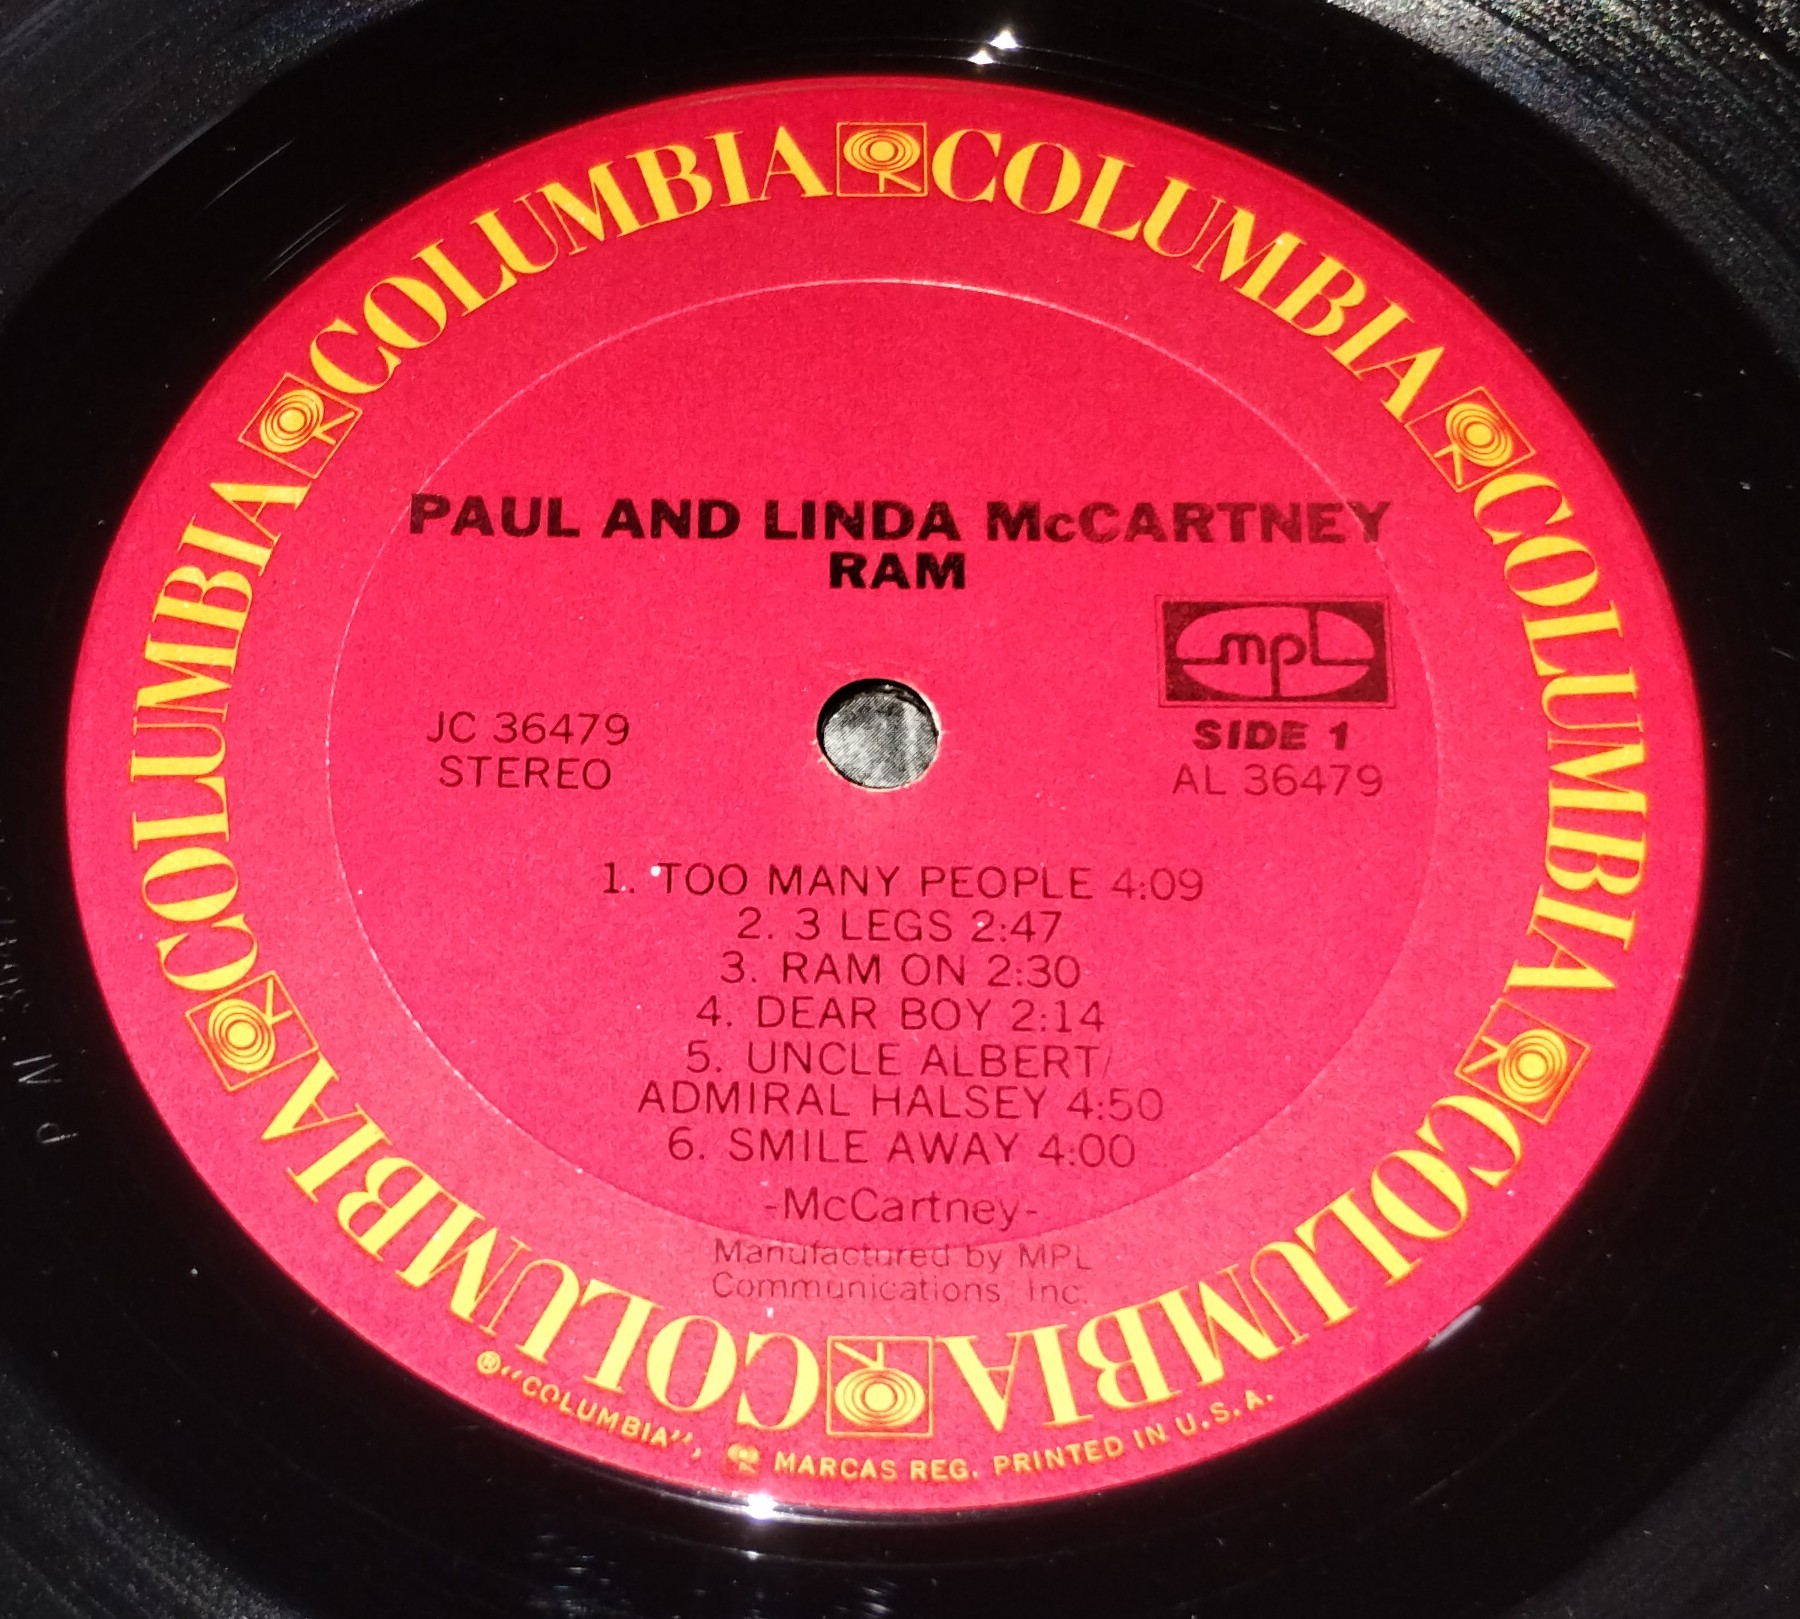 COLUMBIA COLUMBIA COLUMBIA COLUMBIA COLUMBIA COLUMBIA
PAUL AND LINDA McCARTNEY
RAM
mpl
JC 36479
STEREO
SIDE 1
AL 36479
1. TOO MANY PEOPLE 4:09
2. 3 LEGS 2:47
3. RAM ON 2:30
4. DEAR BOY 2:14
5. UNCLE ALBERT/
ADMIRAL HALSEY 4:50
6. SMILE AWAY 4:00
-McCartney-
Manufactured by MPL
Communications, Inc.
® "COLUMBIA", MARCAS REG. PRINTED IN U.S.A.